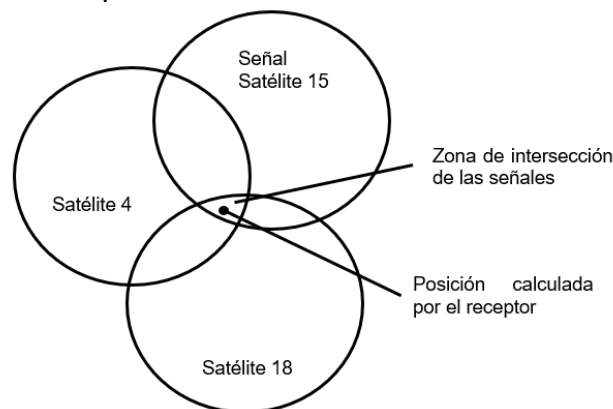 Señal
Satélite 15
Zona de intersección
de las señales
Satélite 4
Posición calculada
por el receptor
Satélite 18